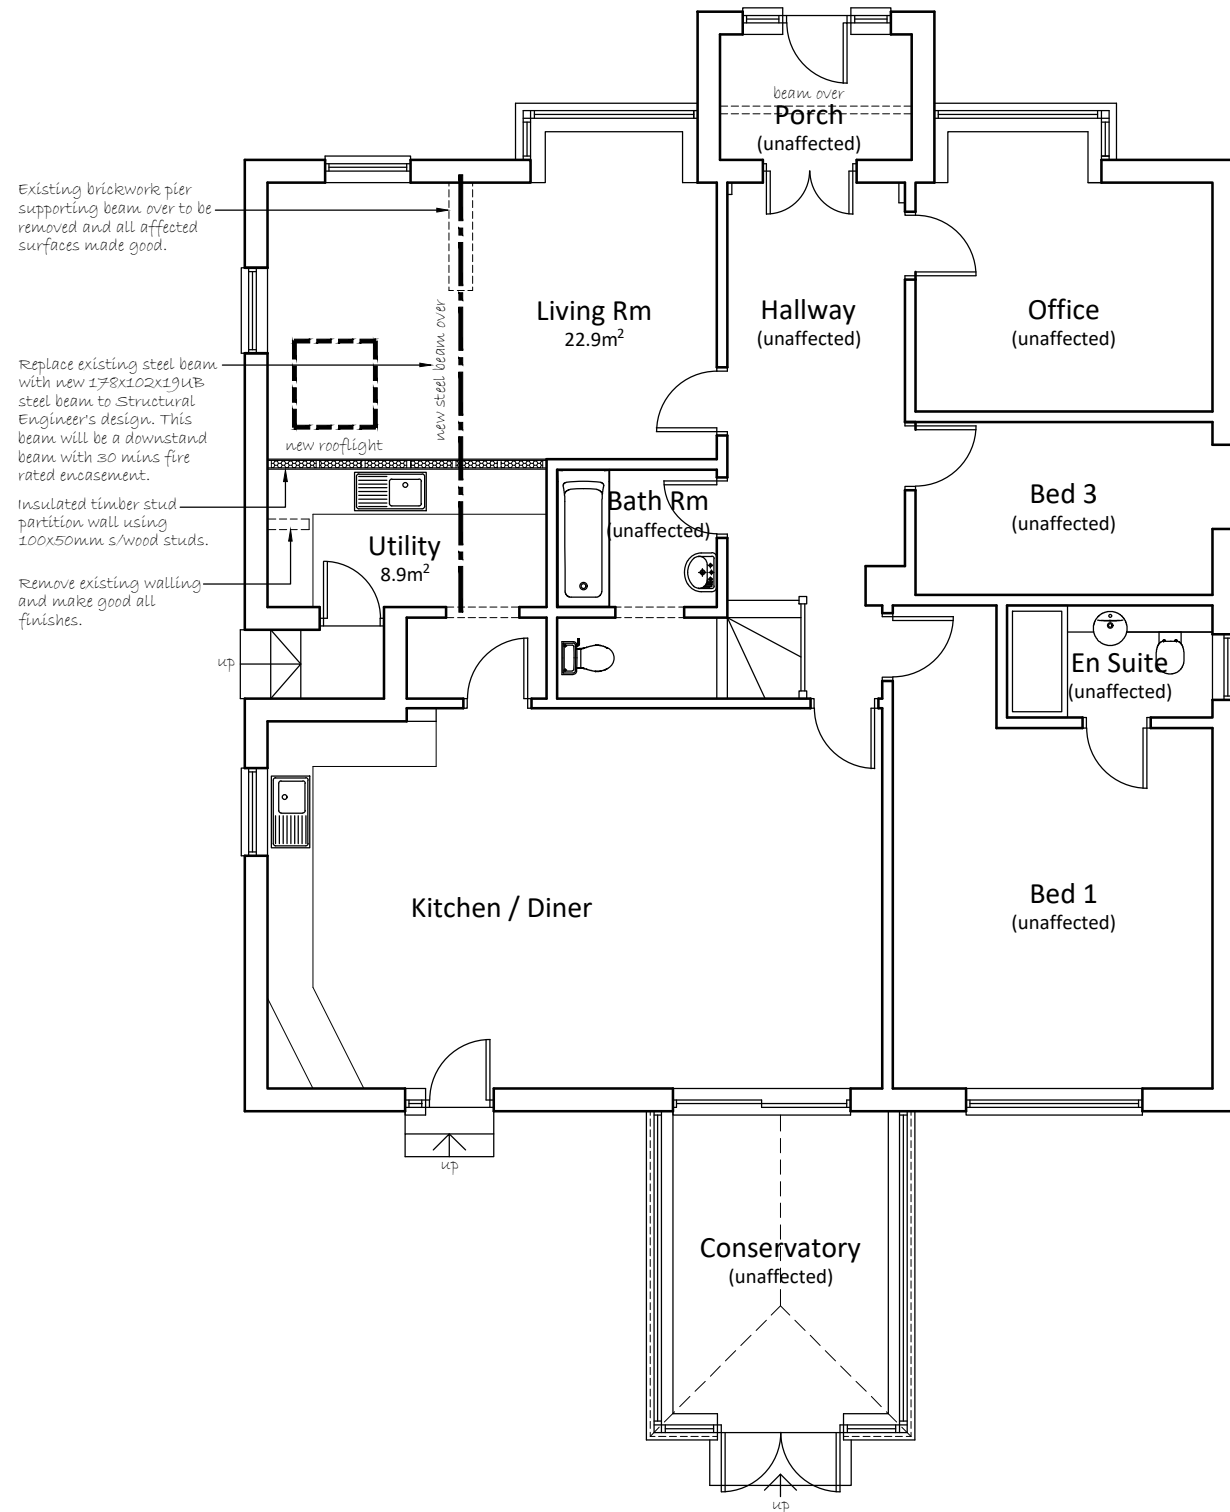 beam over
Porch
(unaffected)
Existing brickwork pier
supporting beam over to be
removed and all affected
surfaces made good.
Living Rm
22.9m²
Hallway
(unaffected)
Office
(unaffected)
new steel beam over
Replace existing steel beam
with new 178x102x19UB
steel beam to Structural
Engineer's design. This
beam will be a downstand
beam with 30 mins fire
rated encasement.
new rooflight
Insulated timber stud
partition wall using
100x50mm s/wood studs.
Bath Rm
(unaffected)
Bed 3
(unaffected)
Utility
8.9m²
Remove existing walling
and make good all
finishes.
up
En Suite
(unaffected)
Kitchen / Diner
Bed 1
(unaffected)
up
Conservatory
(unaffected)
up